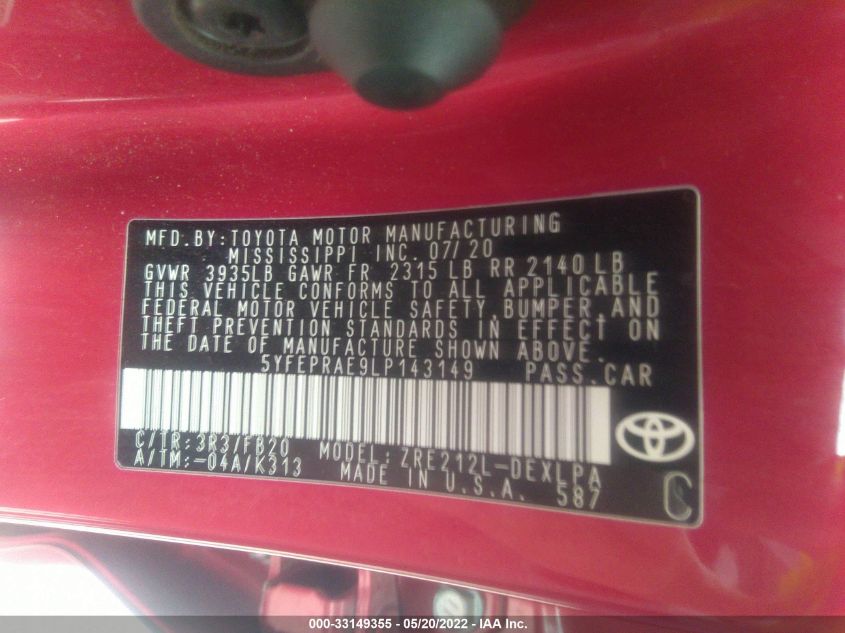 MFD. BY: TOYOTA MOTOR MANUFACTURING
MISSISSIPPI INC. 07/20
GVWR 3935LB GAWR FR 2315 LB RR 2140 LB
THIS VEHICLE CONFORMS TO ALL APPLICABLE
FEDERAL MOTOR VEHICLE SAFETY, BUMPER, AND
THEFT PREVENTION STANDARDS IN EFFECT ON
THE DATE OF MANUFACTURE SHOWN ABOVE.
5YFEPRAE9LP143149 PASS. CAR
C/TR: 3R3/FB20 MODEL: ZRE212L-DEXLPA
A/TM: -04A/K313 MADE IN U.S.A. 587
C
000-33149355 - 05/20/2022 - IAA Inc.